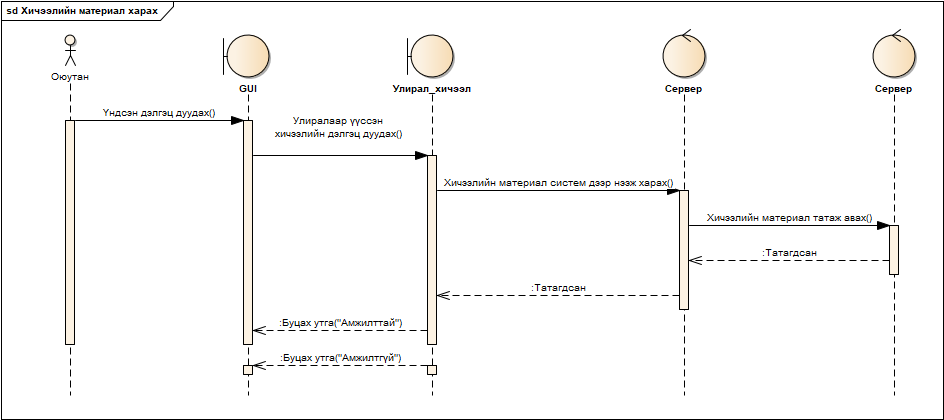 sd Хичээлийн материал харах
Оюутан
GUI
Улирал_хичээл
Сервер
Сервер
Үндсэн дэлгэц дуудах()
Улиралаар үүссэн
хичээлийн дэлгэц дуудах()
Хичээлийн материал систем дээр нээж харах()
Хичээлийн материал татаж авах()
:Татагдсан
:Татагдсан
:Буцах утга("Амжилттай")
:Буцах утга("Амжилтгүй")